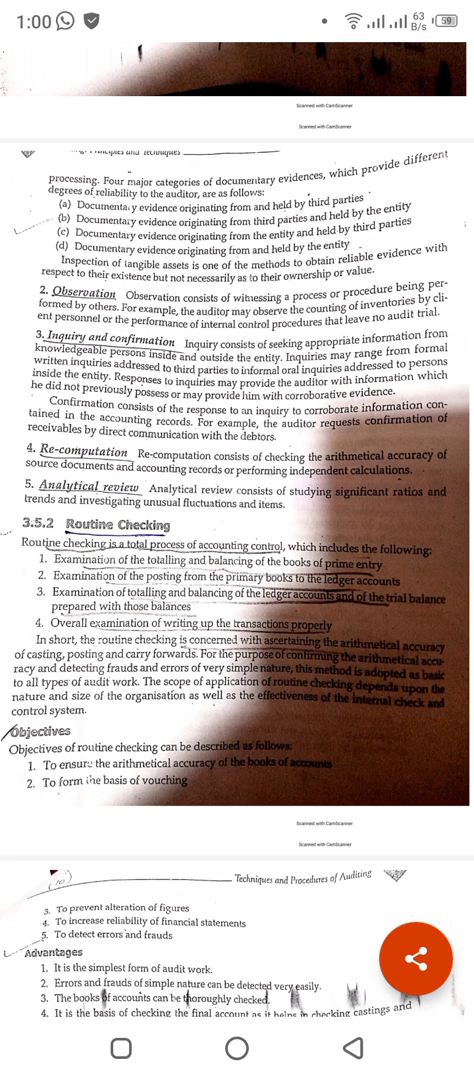 1:00
63
B/s
59
Scanned with CamScanner
Scanned with CamScanner
Principles and Techniques
processing. Four major categories of documentary evidences, which provide different
degrees of reliability to the auditor, are as follows:
(a) Documentary evidence originating from and held by third parties
(b) Documentary evidence originating from third parties and held by the entity
(c) Documentary evidence originating from the entity and held by third parties
(d) Documentary evidence originating from and held by the entity
Inspection of tangible assets is one of the methods to obtain reliable evidence with
respect to their existence but not necessarily as to their ownership or value.
2. Observation Observation consists of witnessing a process or procedure being per-
formed by others. For example, the auditor may observe the counting of inventories by cli-
ent personnel or the performance of internal control procedures that leave no audit trial.
3. Inquiry and confirmation Inquiry consists of seeking appropriate information from
knowledgeable persons inside and outside the entity. Inquiries may range from formal
written inquiries addressed to third parties to informal oral inquiries addressed to persons
inside the entity. Responses to inquiries may provide the auditor with information which
he did not previously possess or may provide him with corroborative evidence.
Confirmation consists of the response to an inquiry to corroborate information con-
tained in the accounting records. For example, the auditor requests confirmation of
receivables by direct communication with the debtors.
4. Re-computation Re-computation consists of checking the arithmetical accuracy of
source documents and accounting records or performing independent calculations.
5. Analytical review Analytical review consists of studying significant ratios and
trends and investigating unusual fluctuations and items.
3.5.2 Routine Checking
Routine checking is a total process of accounting control, which includes the following:
1. Examination of the totalling and balancing of the books of prime entry
2. Examination of the posting from the primary books to the ledger accounts
3. Examination of totalling and balancing of the ledger accounts and of the trial balance
prepared with those balances
4. Overall examination of writing up the transactions properly
In short, the routine checking is concerned with ascertaining the arithmetical accuracy
of casting, posting and carry forwards. For the purpose of confirming the arithmetical accu-
racy and detecting frauds and errors of very simple nature, this method is adopted as basic
to all types of audit work. The scope of application of routine checking depends upon the
nature and size of the organisation as well as the effectiveness of the internal check and
control system.
Objectives
Objectives of routine checking can be described as follows:
1. To ensure the arithmetical accuracy of the books of accounts
2. To form the basis of vouching
Scanned with CamScanner
Scanned with CamScanner
Techniques and Procedures of Auditing
3. To prevent alteration of figures
4. To increase reliability of financial statements
5. To detect errors and frauds
Advantages
1. It is the simplest form of audit work.
2. Errors and frauds of simple nature can be detected very easily.
3. The books of accounts can be thoroughly checked.
4. It is the basis of checking the final account as it helps in checking castings and